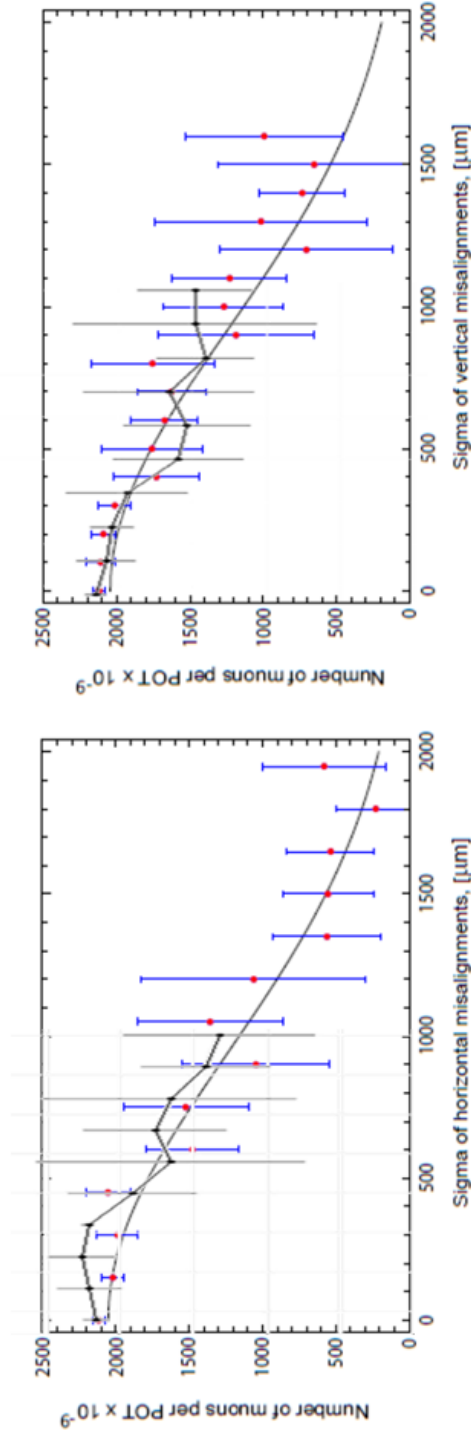 Number of muons per POT x 10⁻⁹
2500
2000
1500
1000
500
0
0 500 1000 1500 2000
Sigma of horizontal misalignments, [μm]
Number of muons per POT x 10⁻⁹
2500
2000
1500
1000
500
0
0 500 1000 1500 2000
Sigma of vertical misalignments, [μm]